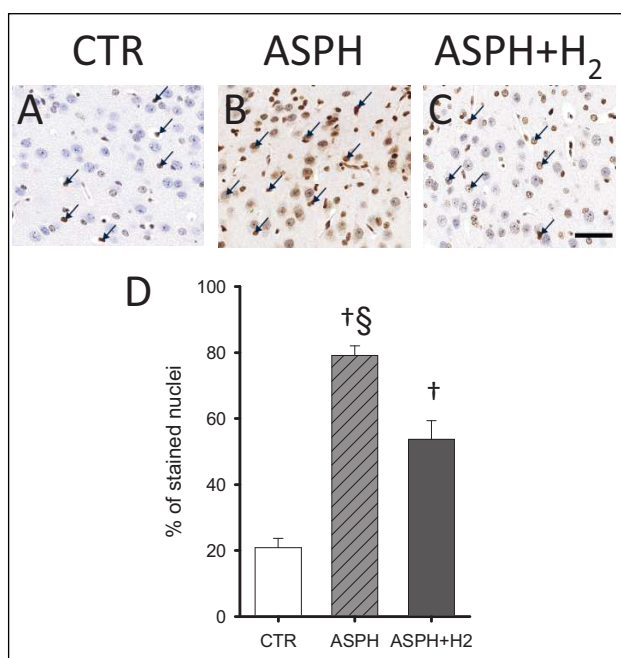 CTR ASPH ASPH+H₂
A B C
D
% of stained nuclei
100
80
60
40
20
0
†§
†
CTR ASPH ASPH+H2